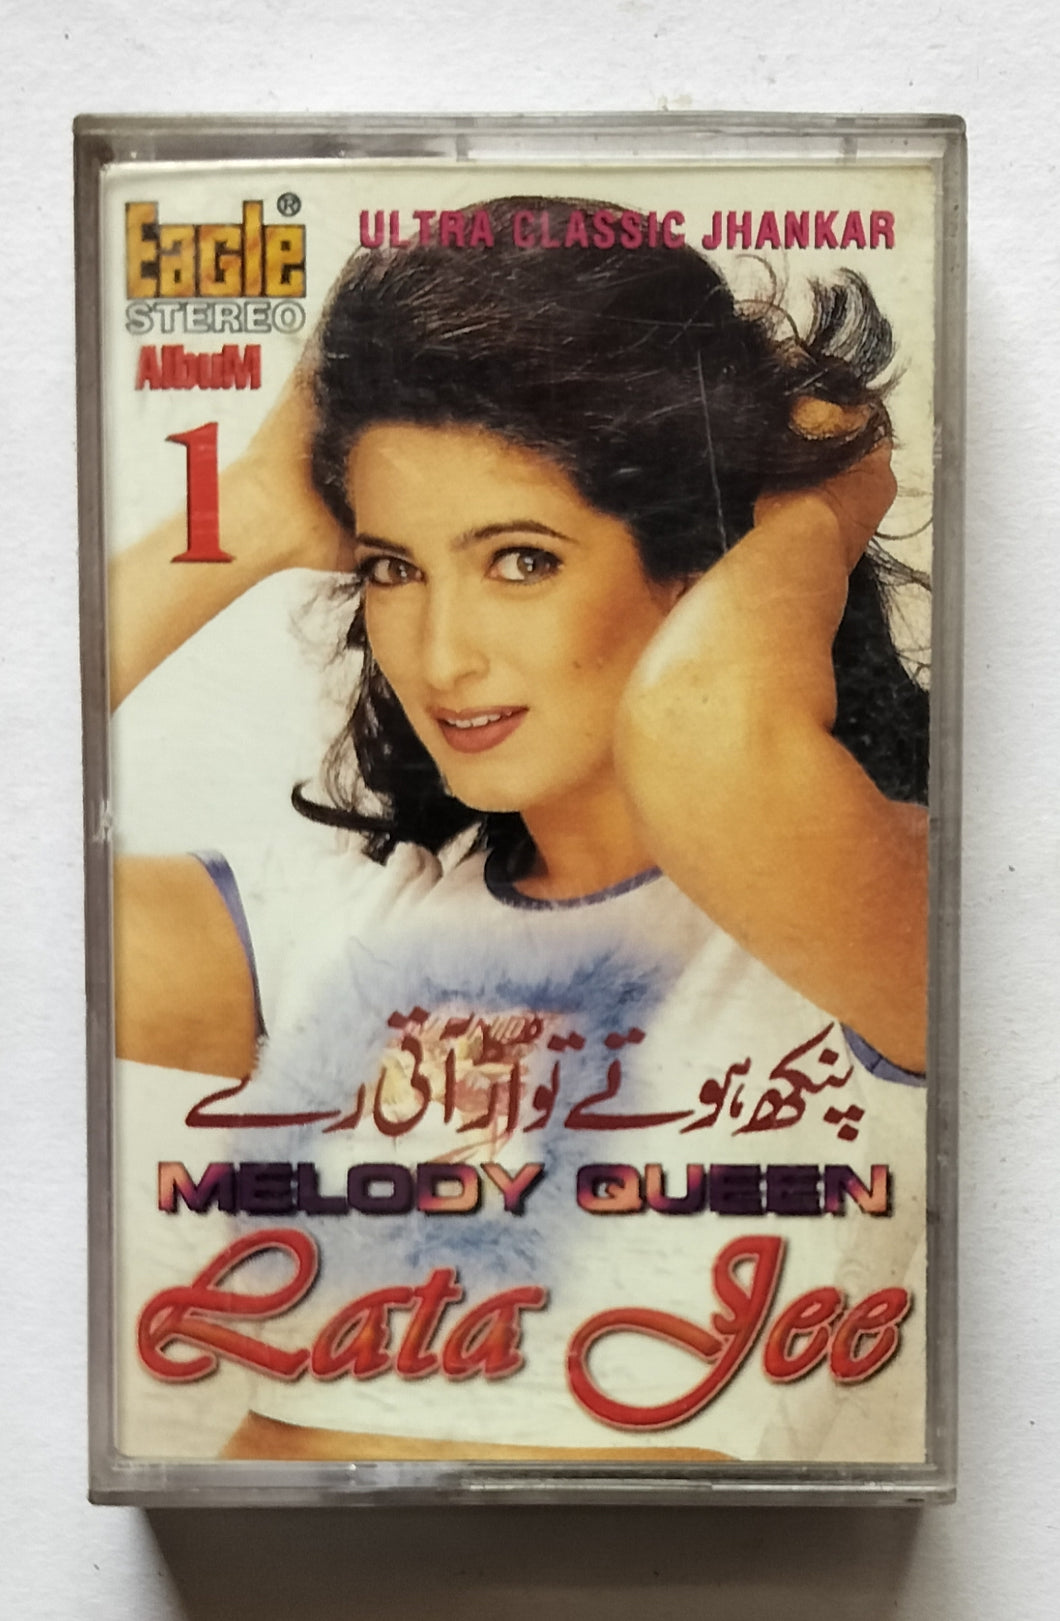 Eagle®
STEREO
AlbuM
1
ULTRA CLASSIC JHANKAR
پنکھ ہوتے تو اڑ آتی رے
MELODY QUEEN
Lata Jee